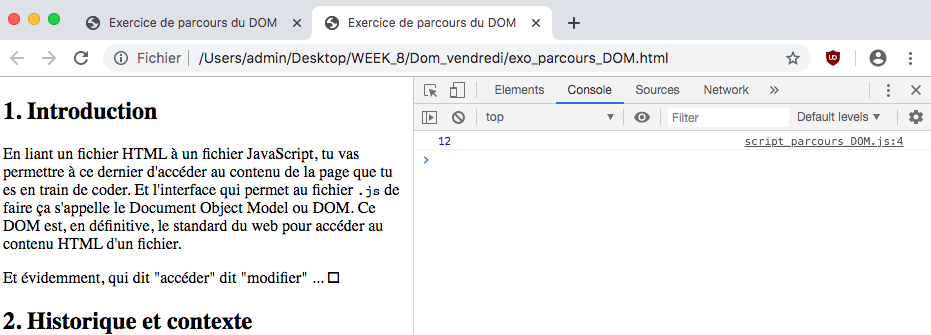 Exercice de parcours du DOM
Exercice de parcours du DOM
Fichier /Users/admin/Desktop/WEEK_8/Dom_vendredi/exo_parcours_DOM.html
Elements Console Sources Network
top Filter Default levels
12 script_parcours_DOM.js:4
1. Introduction
En liant un fichier HTML à un fichier JavaScript, tu vas
permettre à ce dernier d'accéder au contenu de la page que tu
es en train de coder. Et l'interface qui permet au fichier .js de
faire ça s'appelle le Document Object Model ou DOM. Ce
DOM est, en définitive, le standard du web pour accéder au
contenu HTML d'un fichier.
Et évidemment, qui dit "accéder" dit "modifier" ...
2. Historique et contexte